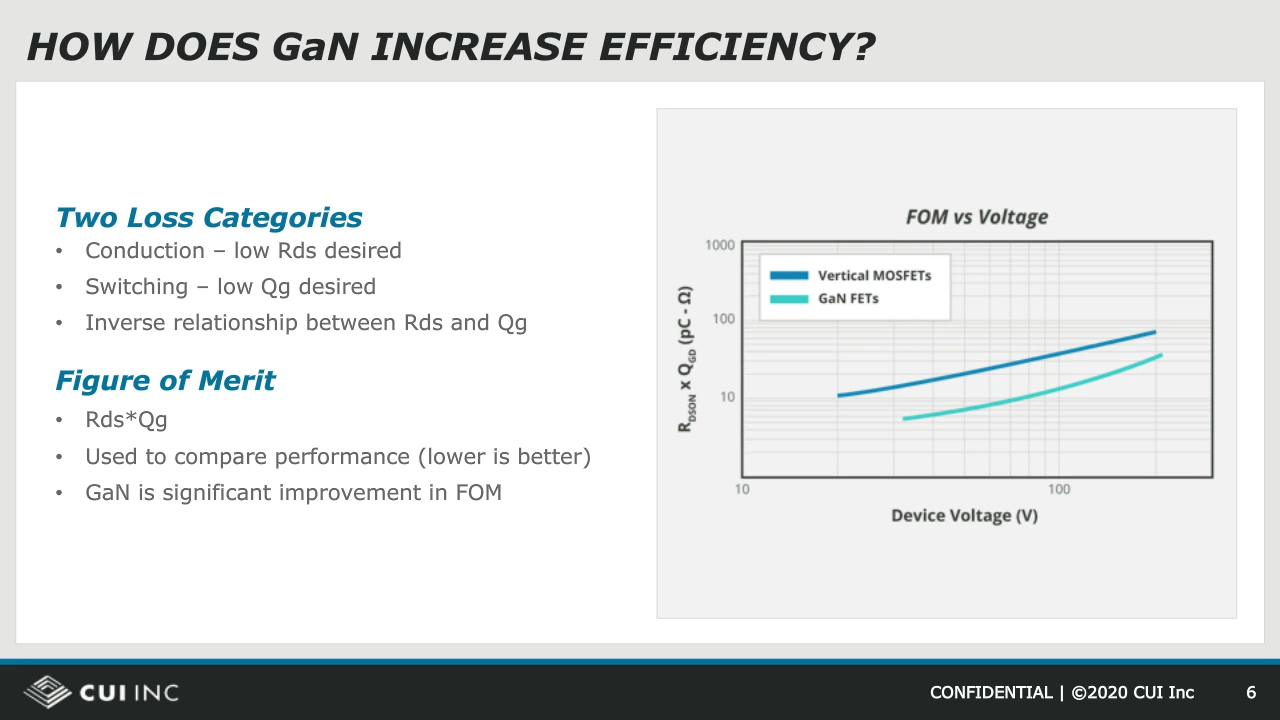 HOW DOES GaN INCREASE EFFICIENCY?
Two Loss Categories
• Conduction – low Rds desired
• Switching – low Qg desired
• Inverse relationship between Rds and Qg
Figure of Merit
• Rds*Qg
• Used to compare performance (lower is better)
• GaN is significant improvement in FOM
FOM vs Voltage
1000
100
10
RDSON x QGD (pC - Ω)
Vertical MOSFETs
GaN FETs
10
100
Device Voltage (V)
CUI INC
CONFIDENTIAL | ©2020 CUI Inc
6